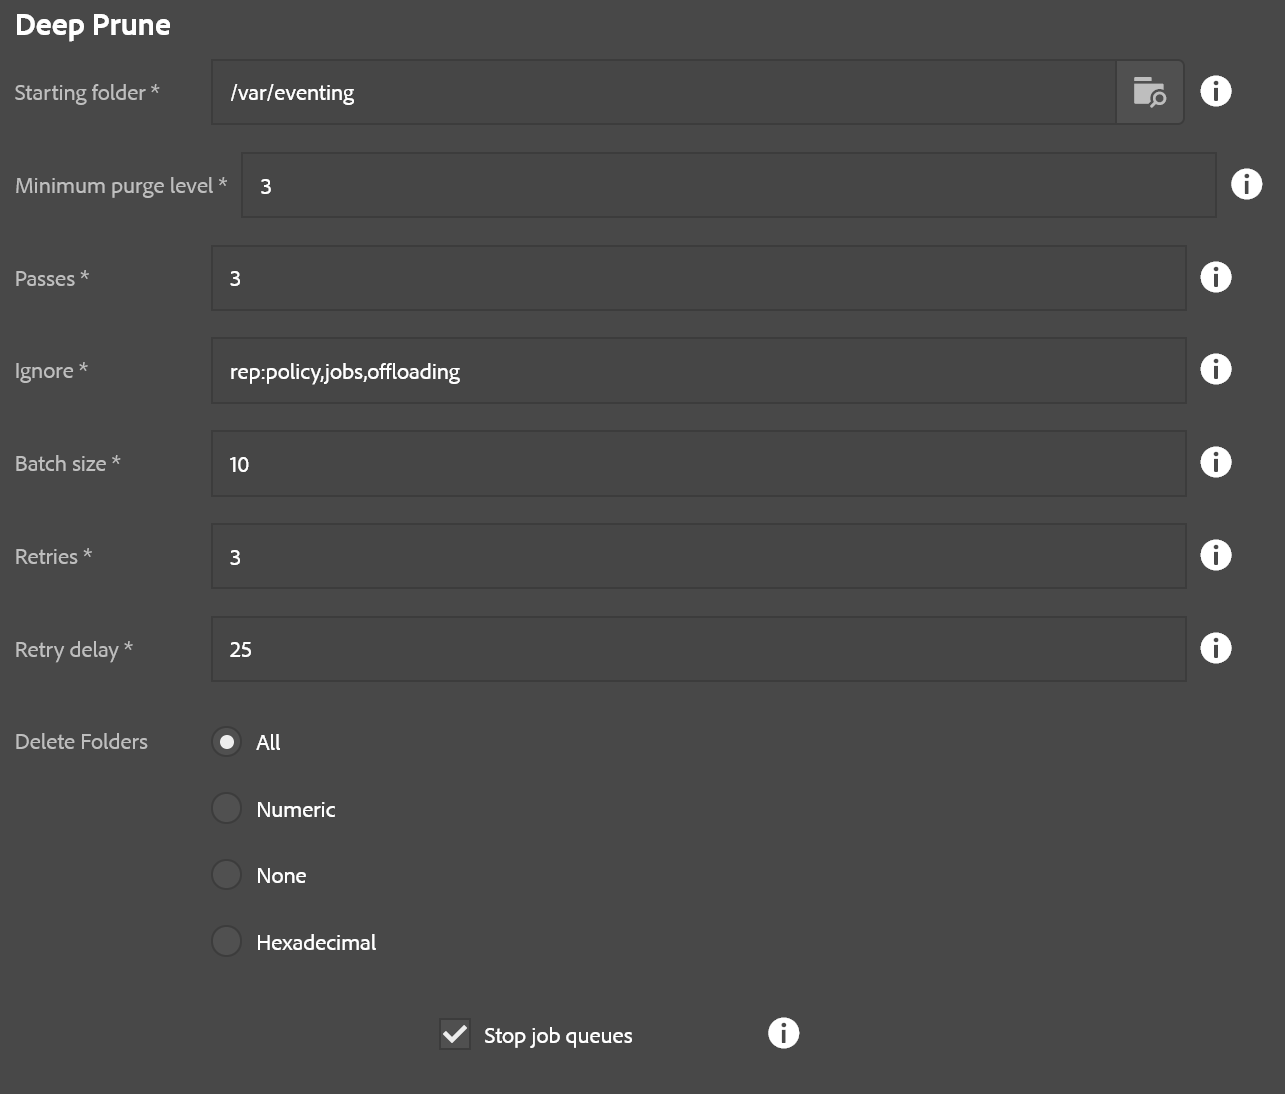 Deep Prune
Starting folder * /var/eventing
Minimum purge level * 3
Passes * 3
Ignore * rep:policy,jobs,offloading
Batch size * 10
Retries * 3
Retry delay * 25
Delete Folders All
Numeric
None
Hexadecimal
Stop job queues